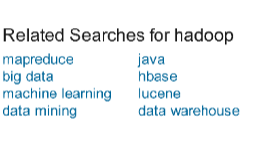 Related Searches for hadoop
mapreduce java
big data hbase
machine learning lucene
data mining data warehouse